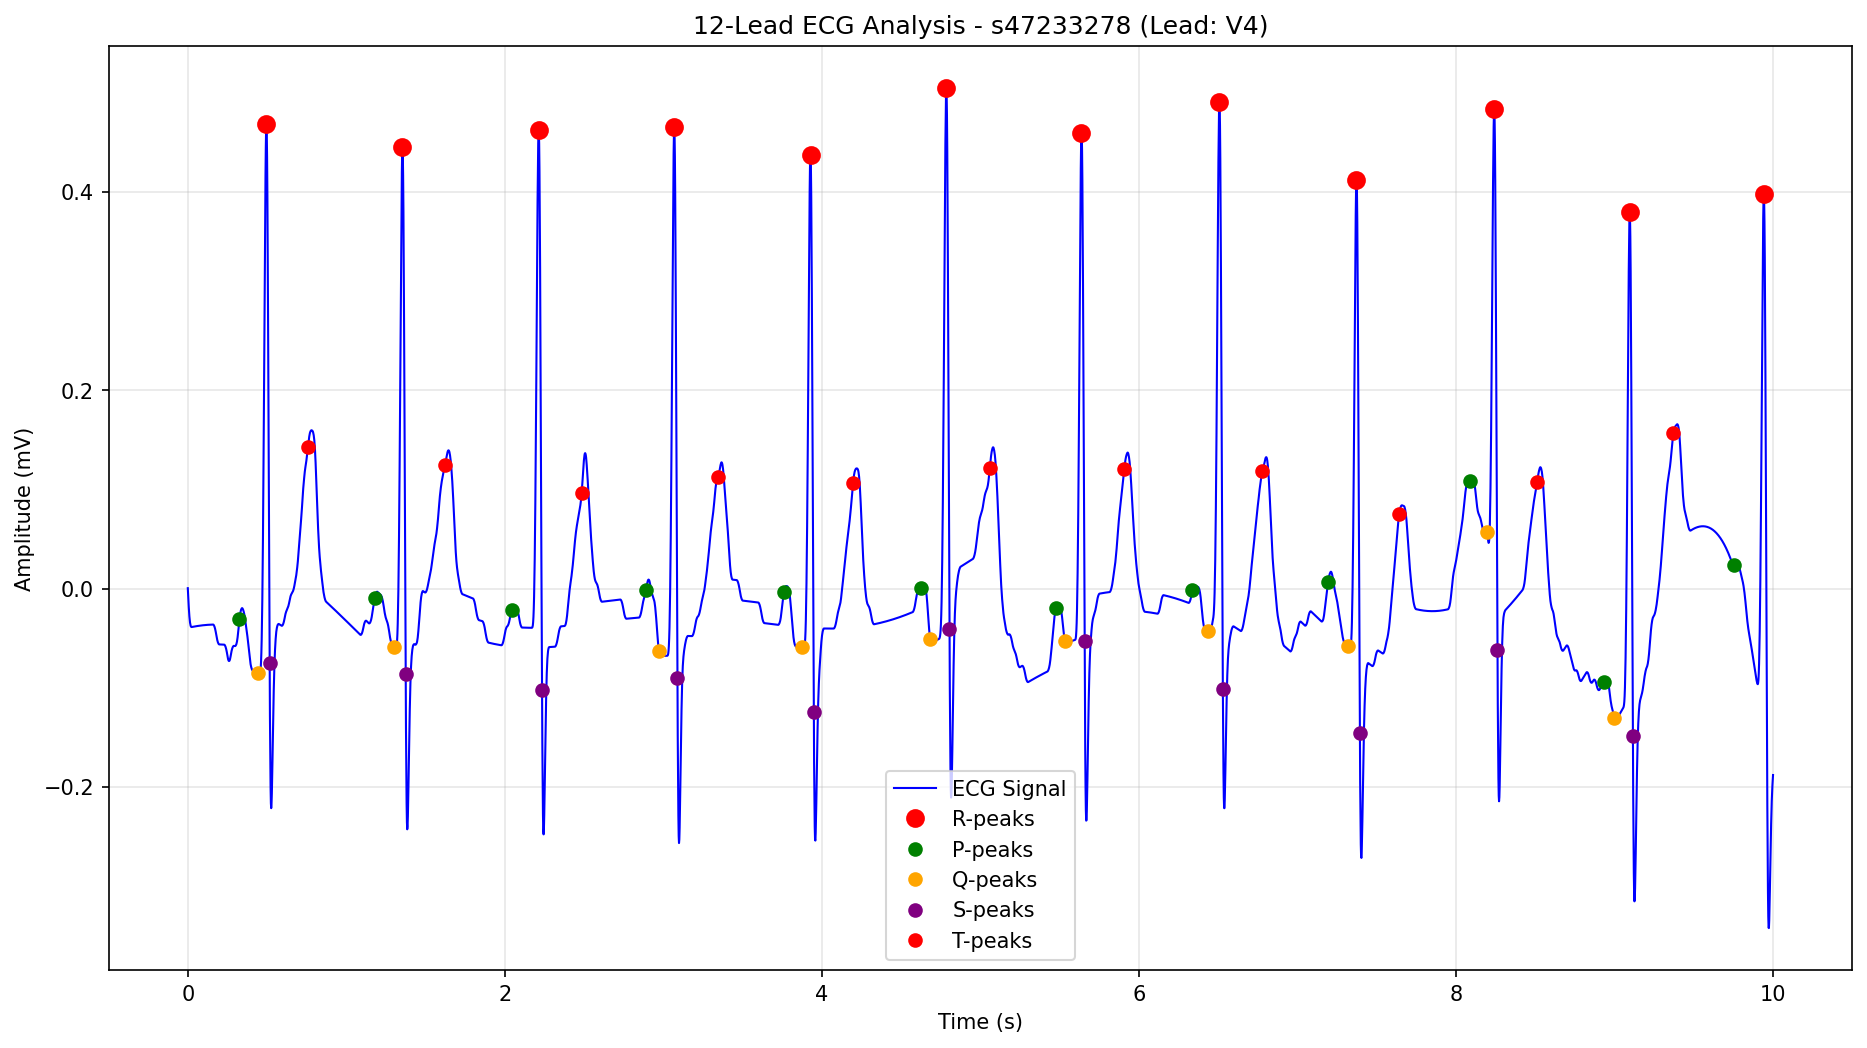 12-Lead ECG Analysis - s47233278 (Lead: V4)
Amplitude (mV)
0.4
0.2
0.0
−0.2
ECG Signal
R-peaks
P-peaks
Q-peaks
S-peaks
T-peaks
0 2 4 6 8 10
Time (s)